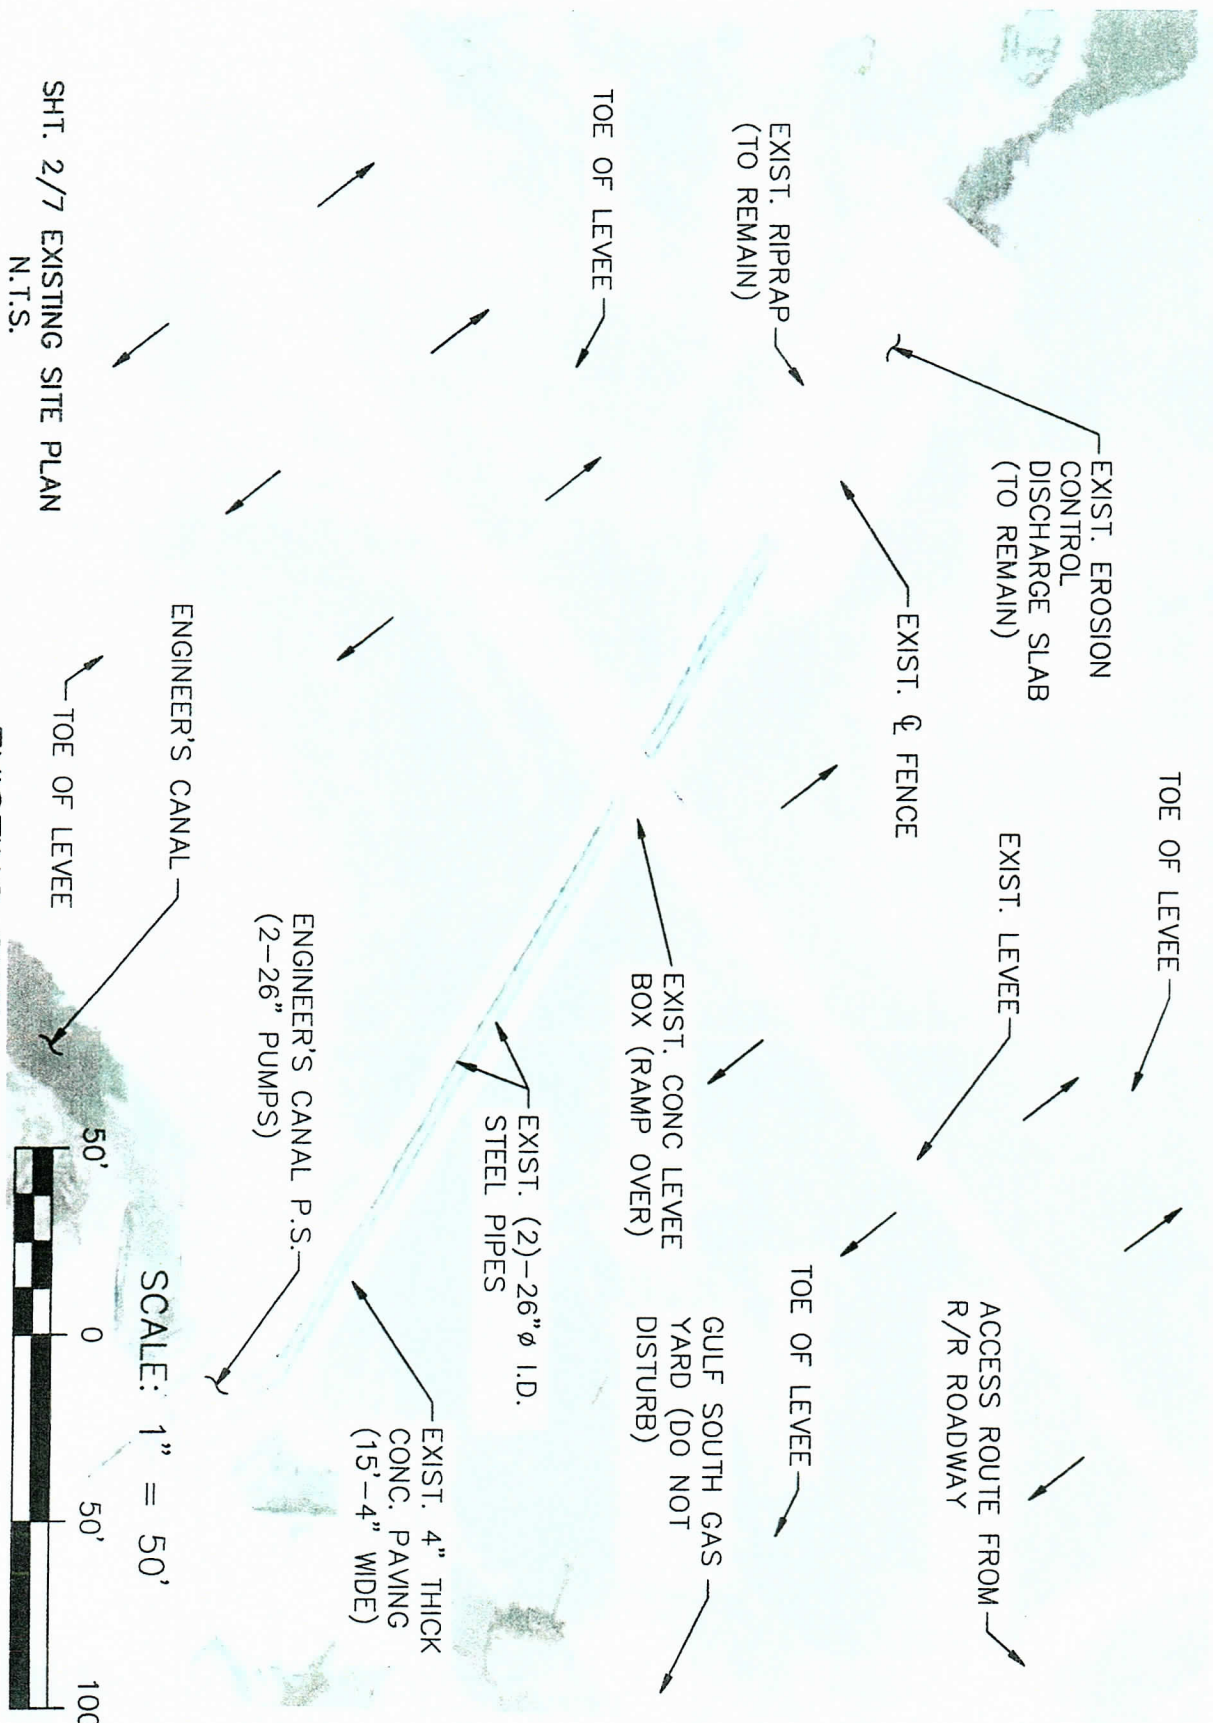 TOE OF LEVEE
EXIST. EROSION
CONTROL
DISCHARGE SLAB
(TO REMAIN)
EXIST. LEVEE
ACCESS ROUTE FROM
R/R ROADWAY
EXIST. ℄ FENCE
EXIST. RIPRAP
(TO REMAIN)
TOE OF LEVEE
TOE OF LEVEE
GULF SOUTH GAS
YARD (DO NOT
DISTURB)
EXIST. CONC LEVEE
BOX (RAMP OVER)
EXIST. (2)-26"ø I.D.
STEEL PIPES
EXIST. 4" THICK
CONC. PAVING
(15'-4" WIDE)
ENGINEER'S CANAL P.S.
(2-26" PUMPS)
ENGINEER'S CANAL
TOE OF LEVEE
SCALE: 1" = 50'
50' 0 50' 100
SHT. 2/7 EXISTING SITE PLAN
N.T.S.